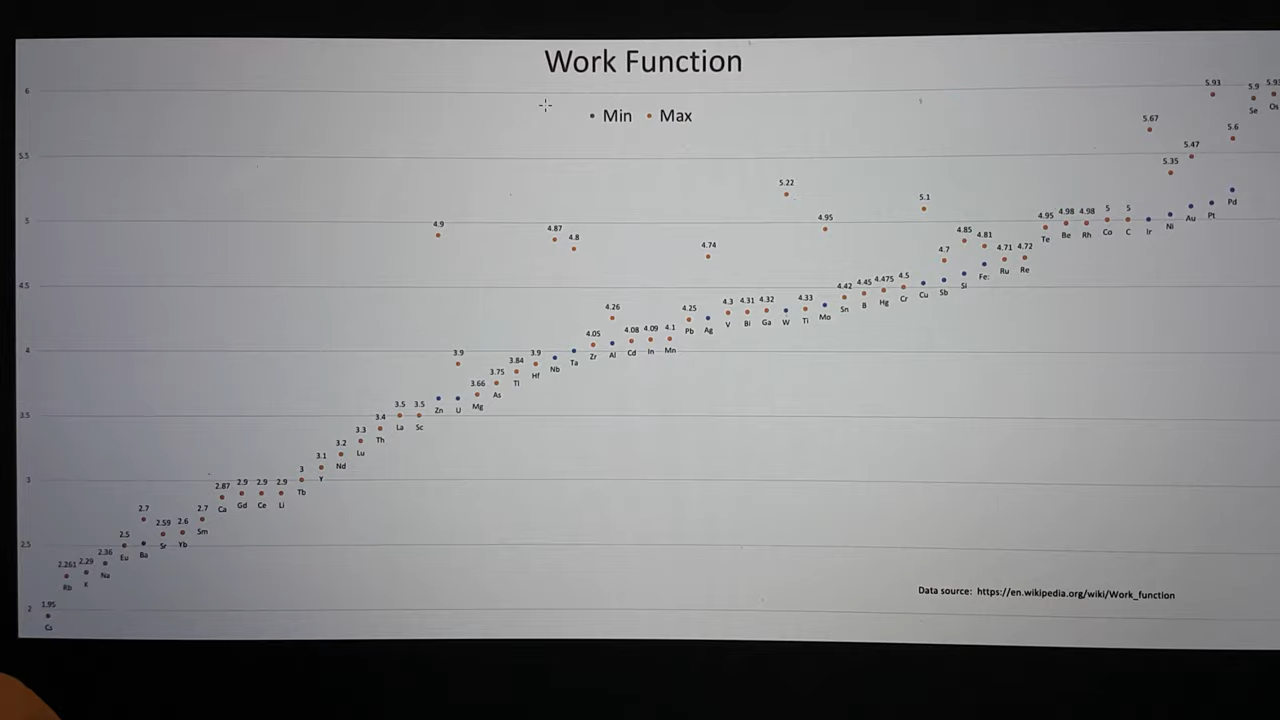 Work Function
Min Max
6
5.5
5
4.5
4
3.5
3
2.5
2
1.95
Cs
2.261
Rb
2.29
K
2.36
Na
2.5
Eu
2.7
Ba
2.59
Sr
2.6
Yb
2.7
Sm
2.87
Ca
2.9
Gd
2.9
Ce
2.9
Li
3
Tb
3.1
Y
3.2
Nd
3.3
Lu
3.4
Th
3.5
La
3.5
Sc
4.9
Zn
3.9
U
3.66
Mg
3.75
As
3.84
Tl
3.9
Hf
4.87
Nb
4.8
Ta
4.05
Zr
4.26
Al
4.08
Cd
4.09
In
4.1
Mn
4.25
Pb
4.74
Ag
4.3
V
4.31
Bi
4.32
Ga
5.22
W
4.33
Ti
4.95
Mo
4.42
Sn
4.45
B
4.475
Hg
4.5
Cr
5.1
Cu
4.7
Sb
4.85
Si
4.81
Fe:
4.71
Ru
4.72
Re
4.95
Te
4.98
Be
4.98
Rh
5
Co
5
C
5.67
Ir
5.35
Ni
5.47
Au
5.93
Pt
5.6
Pd
5.9
Se
5.93
Os
Data source: https://en.wikipedia.org/wiki/Work_function